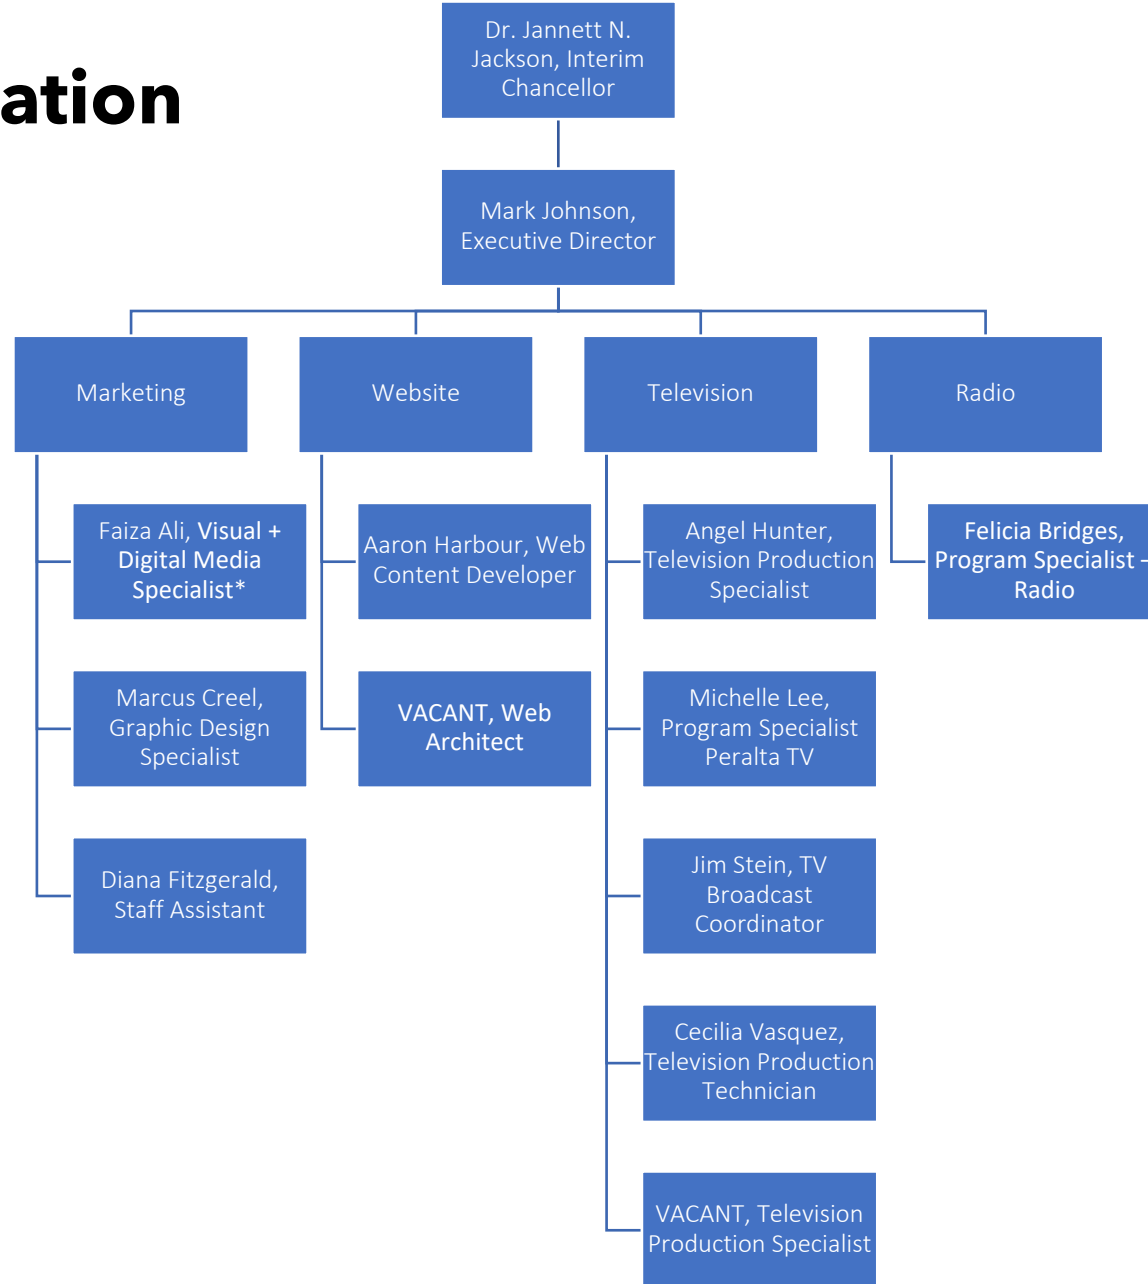 ation
Dr. Jannett N.
Jackson, Interim
Chancellor
Mark Johnson,
Executive Director
Marketing
Website
Television
Radio
Faiza Ali, Visual +
Digital Media
Specialist*
Marcus Creel,
Graphic Design
Specialist
Diana Fitzgerald,
Staff Assistant
Aaron Harbour, Web
Content Developer
VACANT, Web
Architect
Angel Hunter,
Television Production
Specialist
Michelle Lee,
Program Specialist
Peralta TV
Jim Stein, TV
Broadcast
Coordinator
Cecilia Vasquez,
Television Production
Technician
VACANT, Television
Production Specialist
Felicia Bridges,
Program Specialist –
Radio